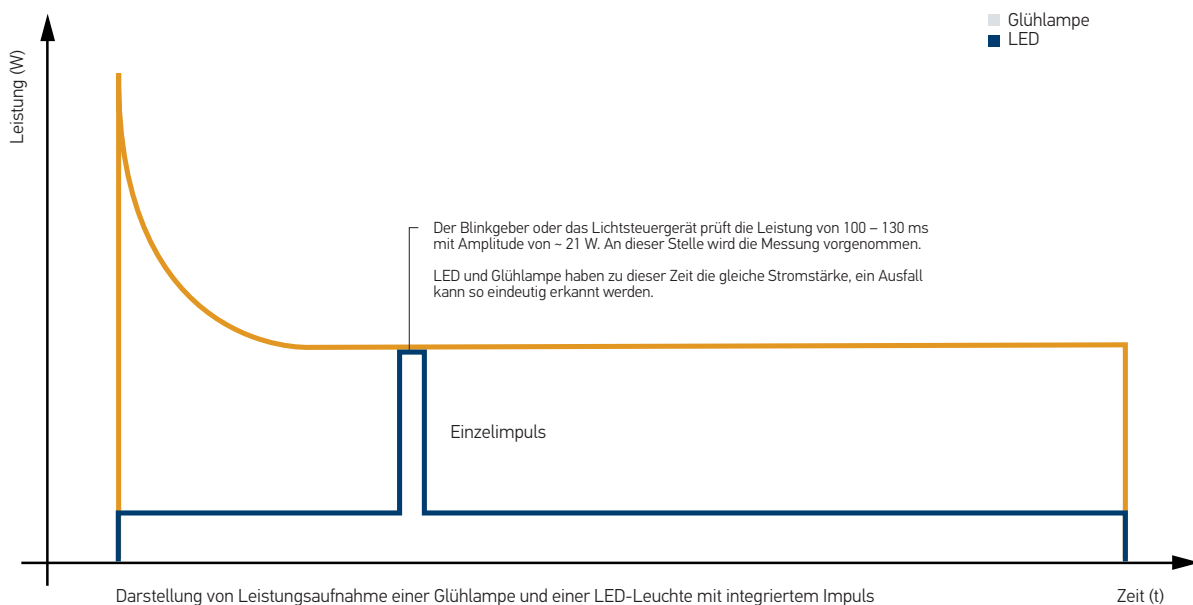 Glühlampe
LED
Leistung (W)
Der Blinkgeber oder das Lichtsteuergerät prüft die Leistung von 100 – 130 ms
mit Amplitude von ~ 21 W. An dieser Stelle wird die Messung vorgenommen.
LED und Glühlampe haben zu dieser Zeit die gleiche Stromstärke, ein Ausfall
kann so eindeutig erkannt werden.
Einzelimpuls
Darstellung von Leistungsaufnahme einer Glühlampe und einer LED-Leuchte mit integriertem Impuls
Zeit (t)